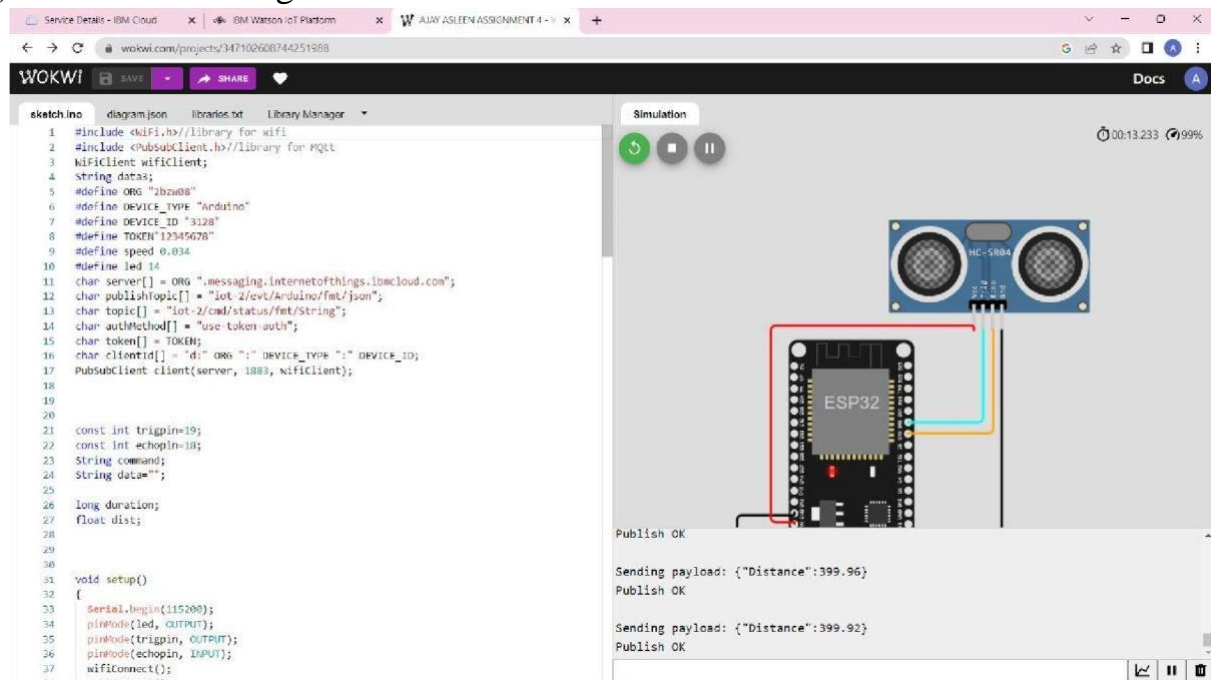 Service Details - IBM Cloud
IBM Watson IoT Platform
AJAY ASLEEN ASSIGNMENT 4 -
wokwi.com/projects/347102608744251988
WOKWI
SAVE
SHARE
Docs
A
sketch.ino
diagram.json
libraries.txt
Library Manager
1 #include <WiFi.h>//library for wifi
2 #include <PubSubClient.h>//library for MQtt
3 WiFiClient wifiClient;
4 String data3;
5 #define ORG "2bzw08"
6 #define DEVICE_TYPE "Arduino"
7 #define DEVICE_ID "3128"
8 #define TOKEN"12345678"
9 #define speed 0.034
10 #define led 14
11 char server[] = ORG ".messaging.internetofthings.ibmcloud.com";
12 char publishTopic[] = "iot-2/evt/Arduino/fmt/json";
13 char topic[] = "iot-2/cmd/status/fmt/String";
14 char authMethod[] = "use-token-auth";
15 char token[] = TOKEN;
16 char clientid[] = "d:" ORG ":" DEVICE_TYPE ":" DEVICE_ID;
17 PubSubClient client(server, 1883, wifiClient);
18
19
20
21 const int trigpin=19;
22 const int echopin=18;
23 String command;
24 String data="";
25
26 long duration;
27 float dist;
28
29
30
31 void setup()
32 {
33 Serial.begin(115200);
34 pinMode(led, OUTPUT);
35 pinMode(trigpin, OUTPUT);
36 pinMode(echopin, INPUT);
37 wifiConnect();
Simulation
00:13.233 99%
HC-SR04
ESP32
Publish OK
Sending payload: {"Distance":399.96}
Publish OK
Sending payload: {"Distance":399.92}
Publish OK